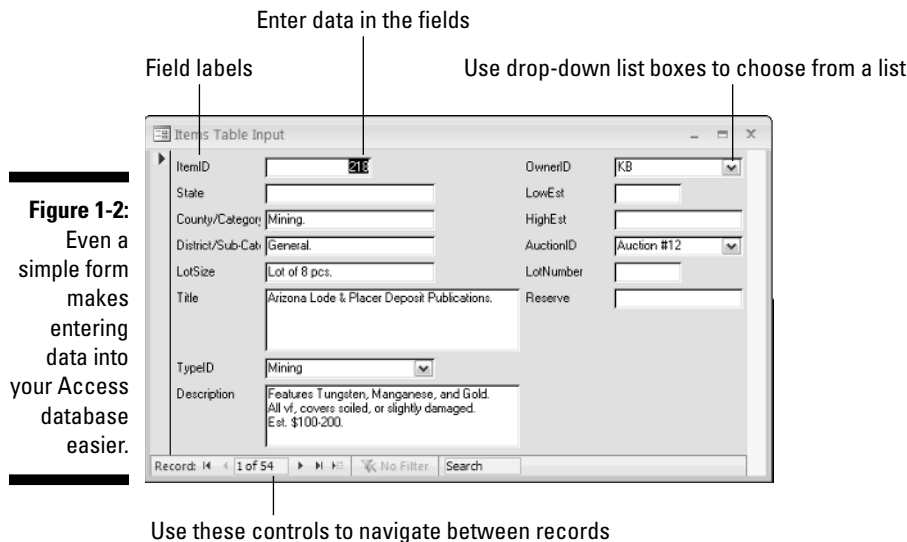 Enter data in the fields
Field labels
Use drop-down list boxes to choose from a list
Items Table Input
ItemID 218
State
County/Categor Mining.
District/Sub-Cat General.
LotSize Lot of 8 pcs.
Title Arizona Lode & Placer Deposit Publications.
TypeID Mining
Description Features Tungsten, Manganese, and Gold.
All vf, covers soiled, or slightly damaged.
Est. $100-200.
OwnerID KB
LowEst
HighEst
AuctionID Auction #12
LotNumber
Reserve
Record: 1 of 54 No Filter Search
Figure 1-2:
Even a
simple form
makes
entering
data into
your Access
database
easier.
Use these controls to navigate between records